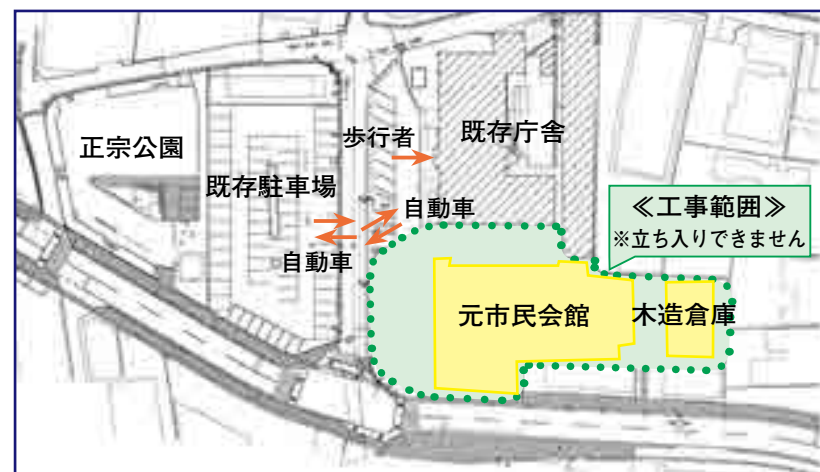 歩行者
既存庁舎
正宗公園
既存駐車場
自動車
自動車
≪工事範囲≫
※立ち入りできません
元市民会館
木造倉庫